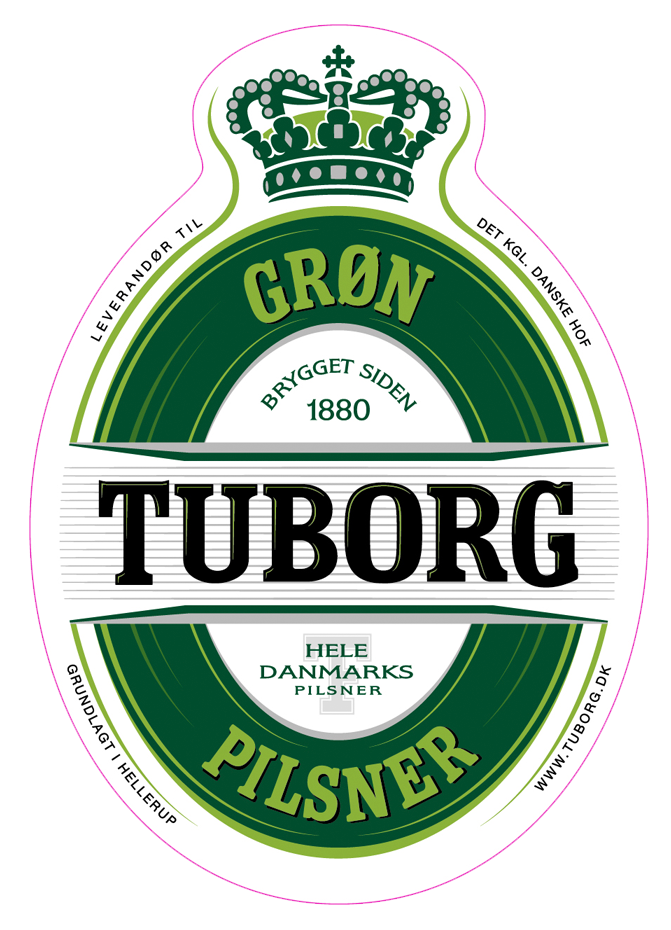 LEVERANDØR TIL
DET KGL. DANSKE HOF
GRØN
BRYGGET SIDEN
1880
TUBORG
HELE
DANMARKS
PILSNER
PILSNER
GRUNDLAGT I HELLERUP
WWW.TUBORG.DK